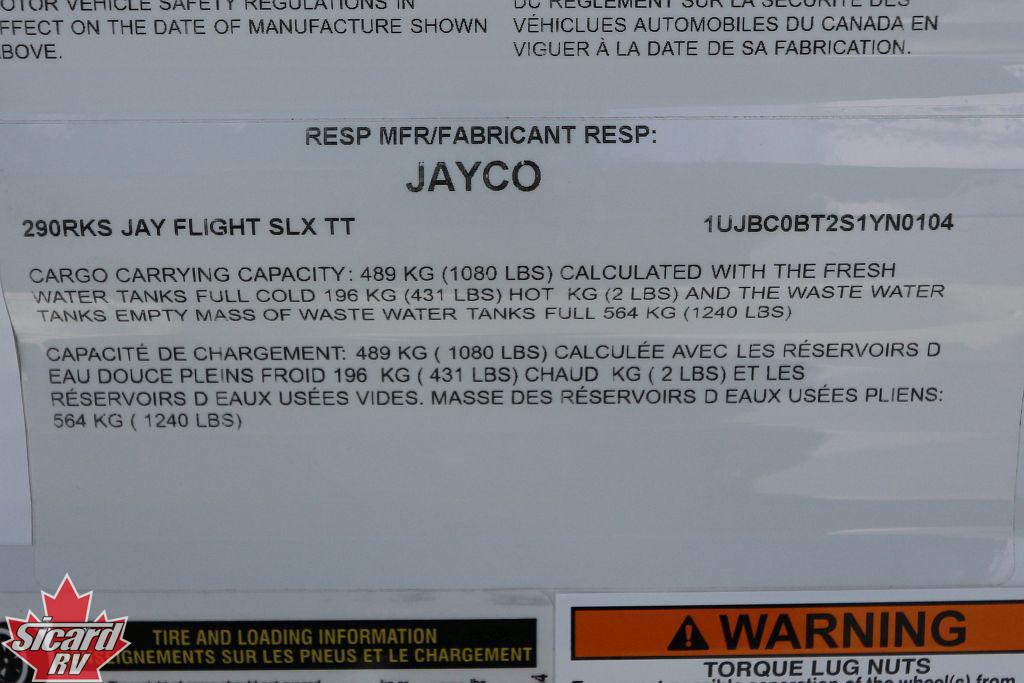 OTOR VEHICLE SAFETY REGULATIONS IN
FFECT ON THE DATE OF MANUFACTURE SHOWN
BOVE.
DU RÈGLEMENT SUR LA SÉCURITÉ DES
VÉHICLUES AUTOMOBILES DU CANADA EN
VIGUER À LA DATE DE SA FABRICATION.
RESP MFR/FABRICANT RESP:
JAYCO
290RKS JAY FLIGHT SLX TT 1UJBC0BT2S1YN0104
CARGO CARRYING CAPACITY: 489 KG (1080 LBS) CALCULATED WITH THE FRESH
WATER TANKS FULL COLD 196 KG (431 LBS) HOT KG (2 LBS) AND THE WASTE WATER
TANKS EMPTY MASS OF WASTE WATER TANKS FULL 564 KG (1240 LBS)
CAPACITÉ DE CHARGEMENT: 489 KG ( 1080 LBS) CALCULÉE AVEC LES RÉSERVOIRS D
EAU DOUCE PLEINS FROID 196 KG ( 431 LBS) CHAUD KG ( 2 LBS) ET LES
RÉSERVOIRS D EAUX USÉES VIDES. MASSE DES RÉSERVOIRS D EAUX USÉES PLIENS:
564 KG ( 1240 LBS)
Sicard
RV
TIRE AND LOADING INFORMATION
SEIGNEMENTS SUR LES PNEUS ET LE CHARGEMENT
WARNING
TORQUE LUG NUTS